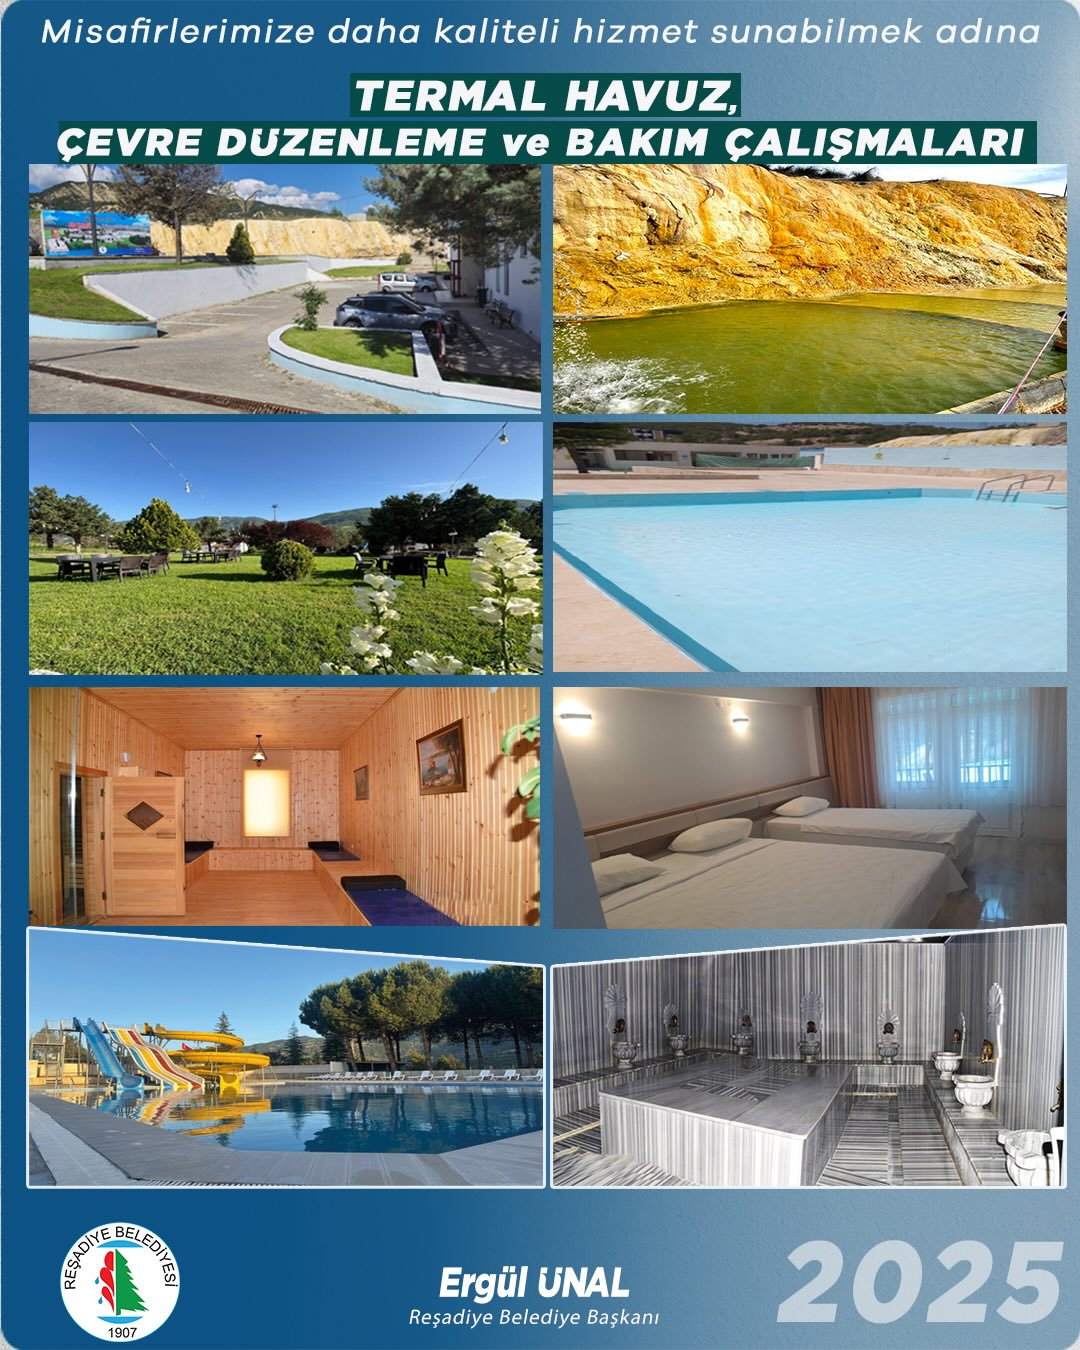 Misafirlerimize daha kaliteli hizmet sunabilmek adına
TERMAL HAVUZ,
ÇEVRE DÜZENLEME ve BAKIM ÇALIŞMALARI
REŞADİYE BELEDİYESİ
1907
Ergül ÜNAL
Reşadiye Belediye Başkanı
2025